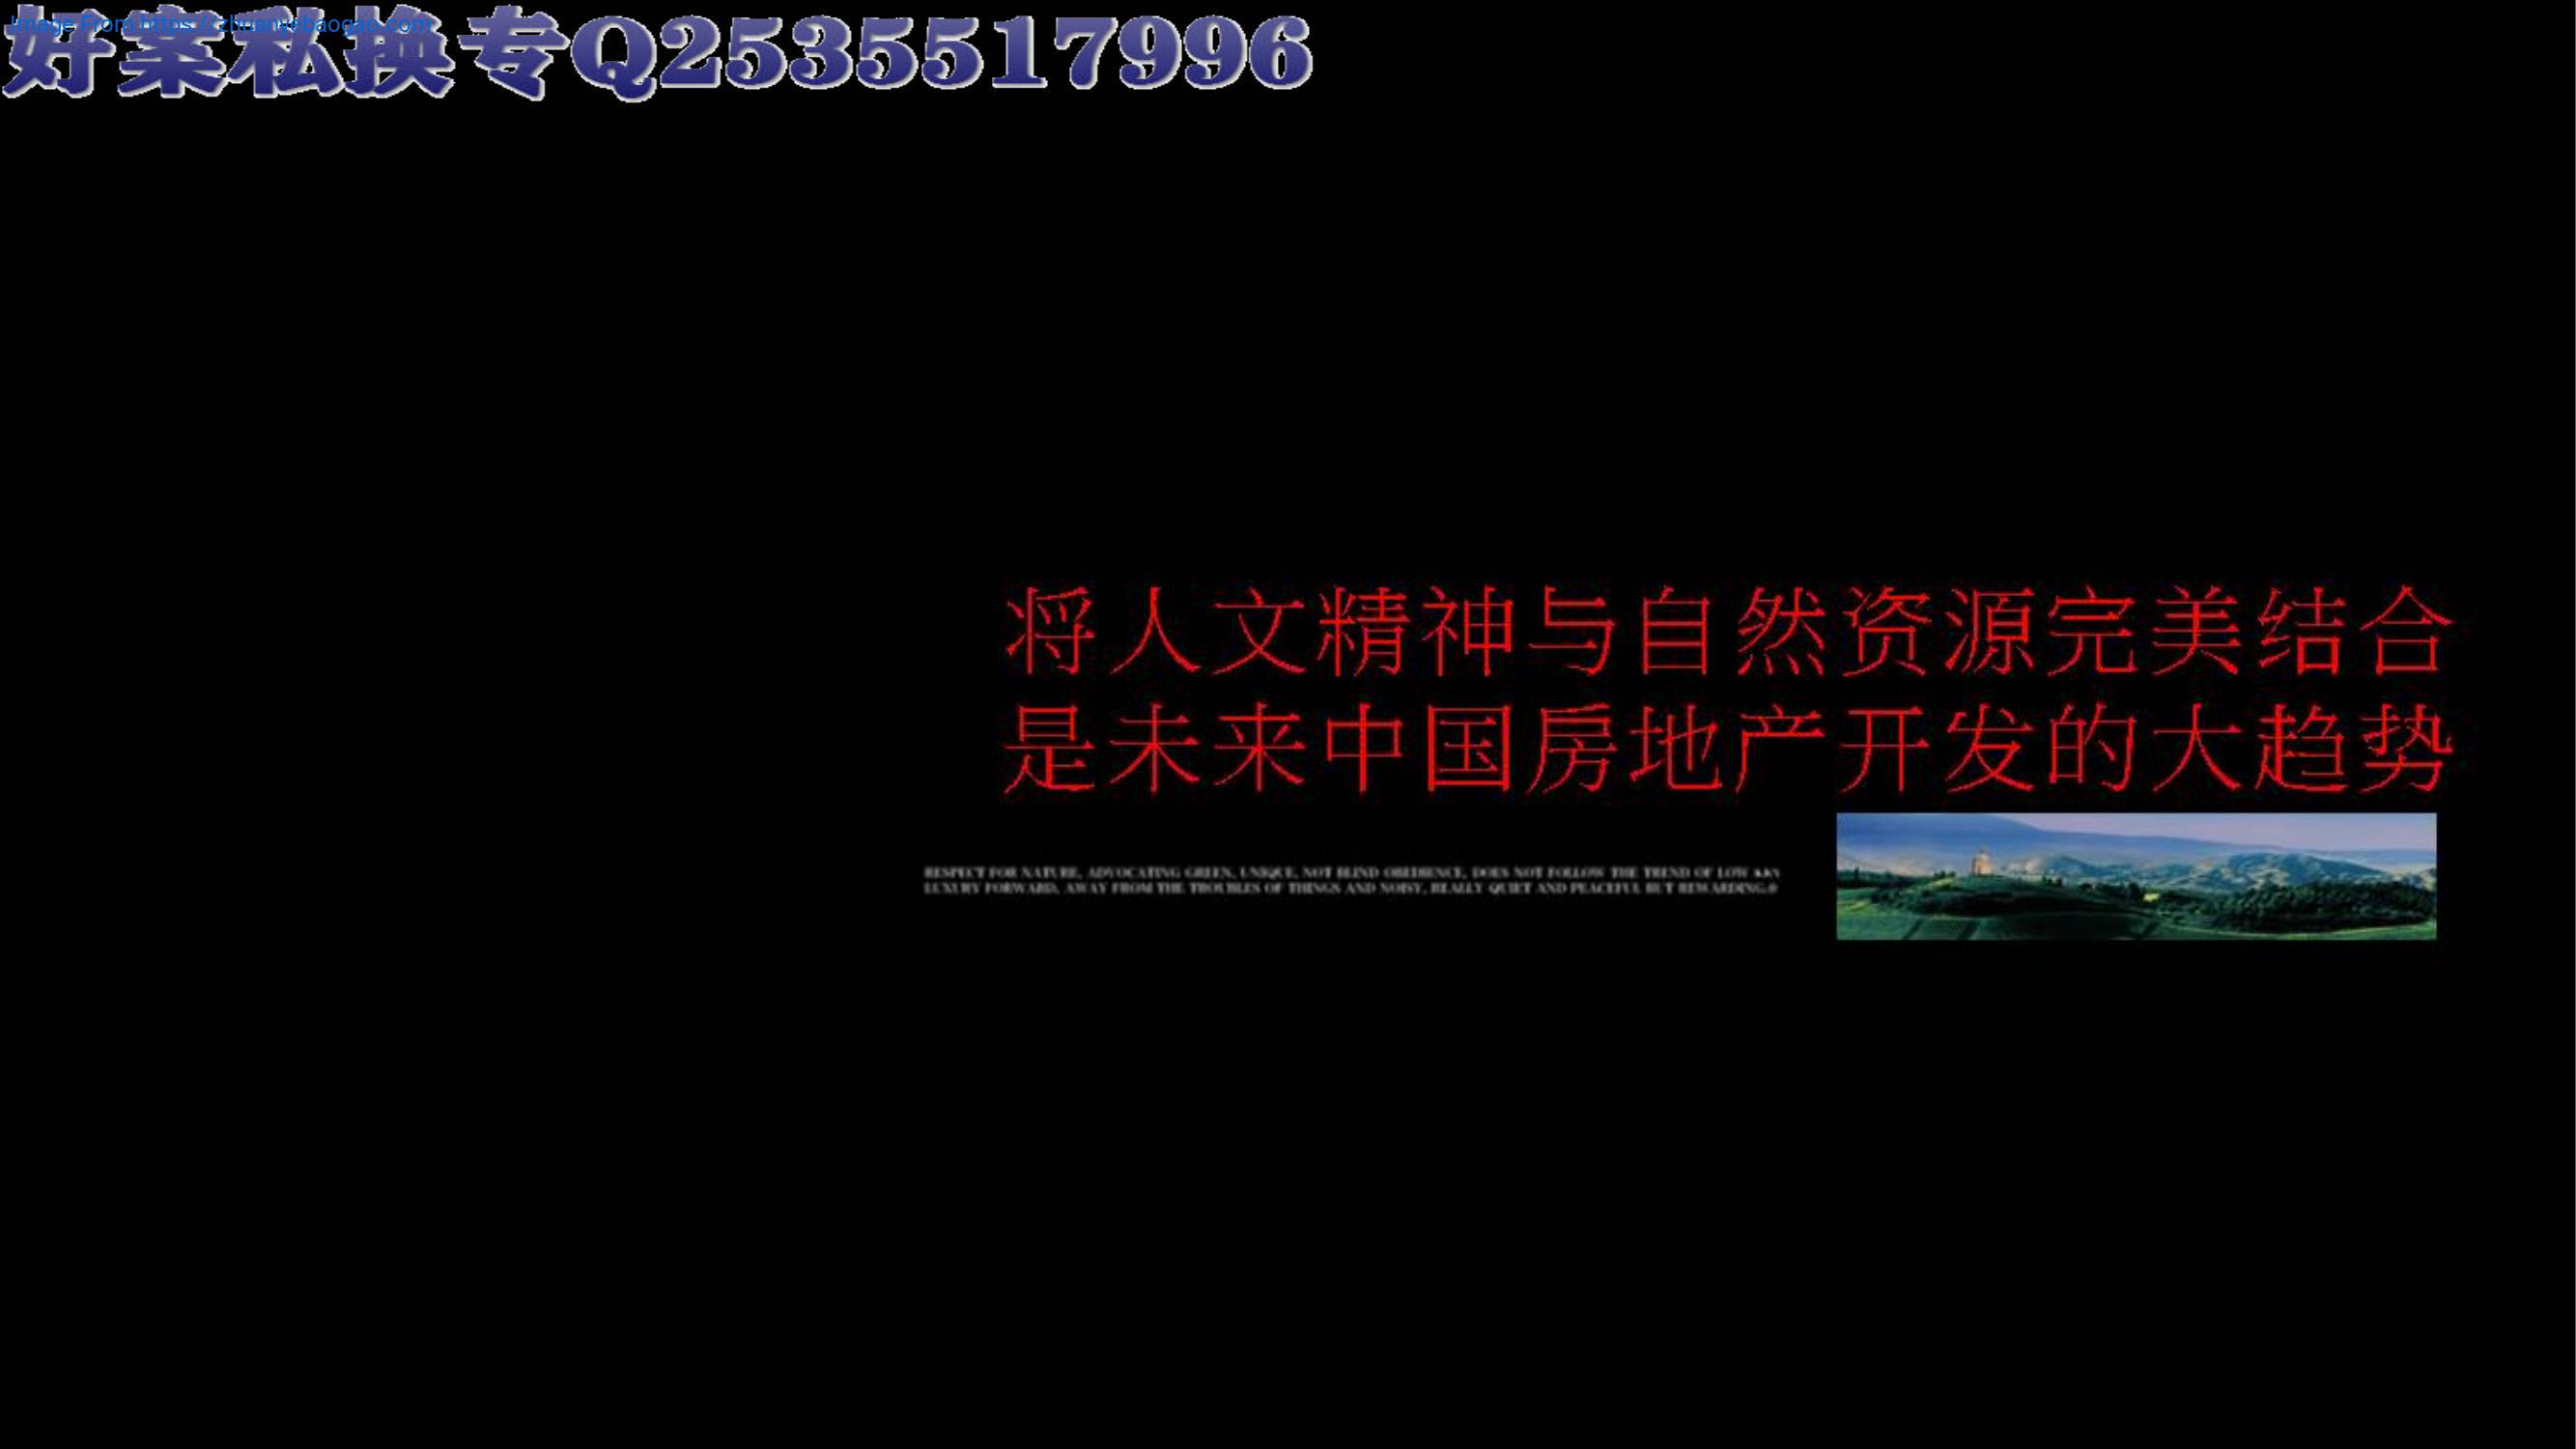 Image From https://zhuanyebaogao.com
好案私换专Q2535517996
将人文精神与自然资源完美结合
是未来中国房地产开发的大趋势
RESPECT FOR NATURE, ADVOCATING GREEN, UNIQUE, NOT BLIND OBEDIENCE, DOES NOT FOLLOW THE TREND OF LOW
LUXURY FORWARD, AWAY FROM THE TROUBLES OF THINGS AND NOISY, REALLY QUIET AND PEACEFUL BUT REWARDING.